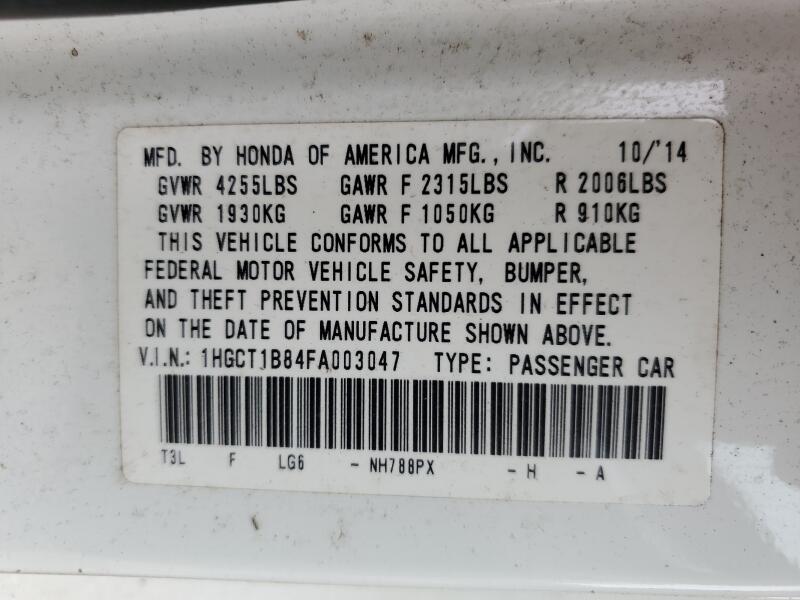 MFD. BY HONDA OF AMERICA MFG., INC. 10/'14
GVWR 4255LBS GAWR F 2315LBS R 2006LBS
GVWR 1930KG GAWR F 1050KG R 910KG
THIS VEHICLE CONFORMS TO ALL APPLICABLE
FEDERAL MOTOR VEHICLE SAFETY, BUMPER,
AND THEFT PREVENTION STANDARDS IN EFFECT
ON THE DATE OF MANUFACTURE SHOWN ABOVE.
V.I.N.: 1HGCT1B84FA003047 TYPE: PASSENGER CAR
T3L F LG6 - NH788PX - H - A